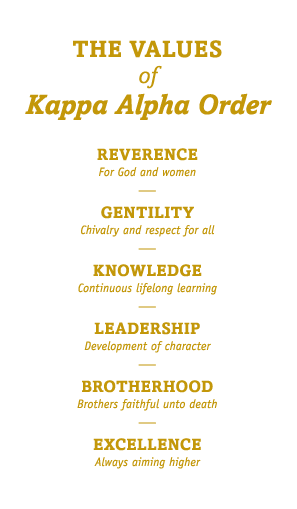 THE VALUES
of
Kappa Alpha Order
REVERENCE
For God and women
GENTILITY
Chivalry and respect for all
KNOWLEDGE
Continuous lifelong learning
LEADERSHIP
Development of character
BROTHERHOOD
Brothers faithful unto death
EXCELLENCE
Always aiming higher